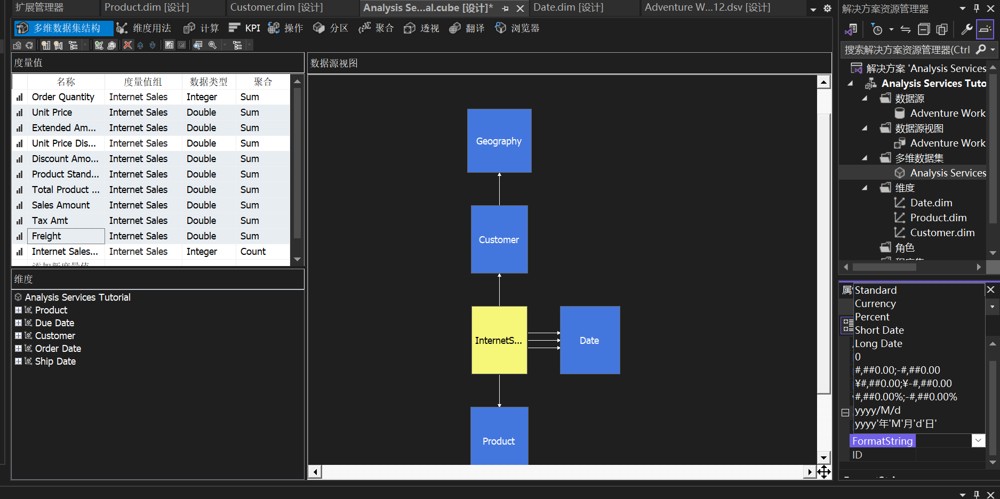 扩展管理器
Product.dim [设计]
Customer.dim [设计]
Analysis Se...al.cube [设计]*
Date.dim [设计]
Adventure W...12.dsv [设计]
多维数据集结构
维度用法
计算
KPI
操作
分区
聚合
透视
翻译
浏览器
度量值
名称 度量值组 数据类型 聚合
Order Quantity Internet Sales Integer Sum
Unit Price Internet Sales Double Sum
Extended Am... Internet Sales Double Sum
Unit Price Dis... Internet Sales Double Sum
Discount Amo... Internet Sales Double Sum
Product Stand... Internet Sales Double Sum
Total Product ... Internet Sales Double Sum
Sales Amount Internet Sales Double Sum
Tax Amt Internet Sales Double Sum
Freight Internet Sales Double Sum
Internet Sales... Internet Sales Integer Count
添加新度量值
维度
Analysis Services Tutorial
Product
Due Date
Customer
Order Date
Ship Date
数据源视图
Geography
Customer
InternetS...
Date
Product
解决方案资源管理器
搜索解决方案资源管理器(Ctrl
解决方案 'Analysis Services
Analysis Services Tuto
数据源
Adventure Work
数据源视图
Adventure Work
多维数据集
Analysis Services
维度
Date.dim
Product.dim
Customer.dim
角色
属
Standard
Currency
Percent
Short Date
Long Date
0
#,##0.00;-#,##0.00
¥#,##0.00;¥-#,##0.00
#,##0.00%;-#,##0.00%
yyyy/M/d
yyyy'年'M'月'd'日'
FormatString
ID